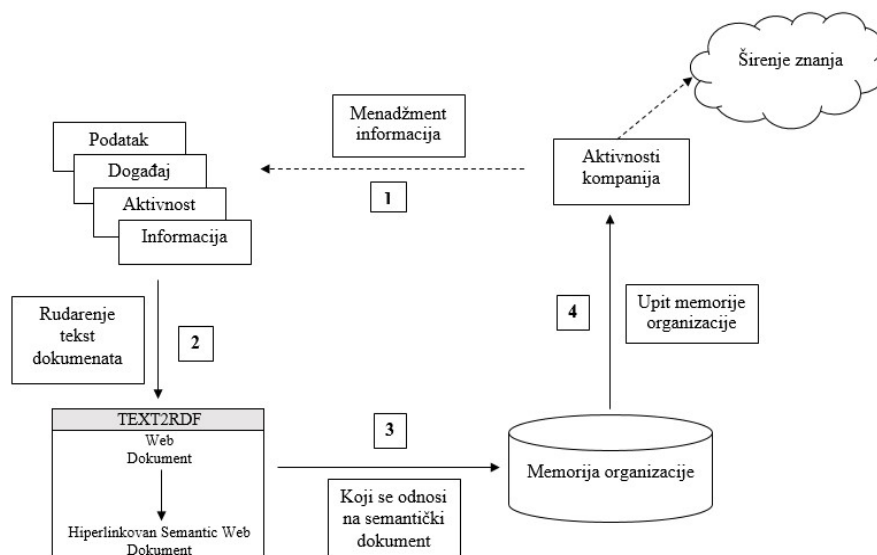 Širenje znanja
Menadžment
informacija
Podatak
Događaj
Aktivnost
Informacija
1
Aktivnosti
kompanija
Rudarenje
tekst
dokumenata
2
4
Upit memorije
organizacije
TEXT2RDF
Web
Dokument
Hiperlinkovan Semantic Web
Dokument
3
Koji se odnosi
na semantički
dokument
Memorija organizacije